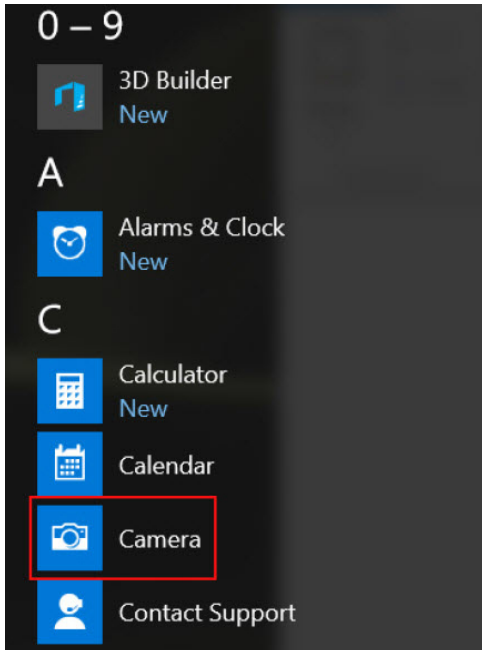 0 – 9
3D Builder
New
A
Alarms & Clock
New
C
Calculator
New
Calendar
Camera
Contact Support